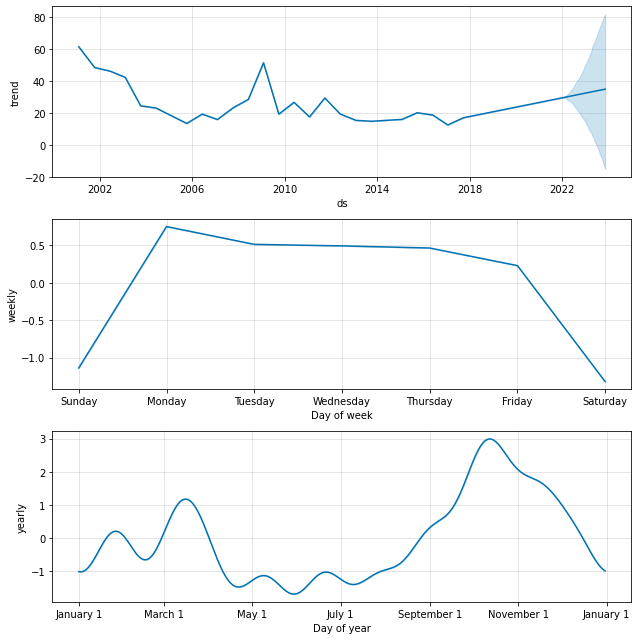 80
60
40
20
0
−20
trend
2002 2006 2010 2014 2018 2022
ds
0.5
0.0
−0.5
−1.0
weekly
Sunday Monday Tuesday Wednesday Thursday Friday Saturday
Day of week
3
2
1
0
−1
yearly
January 1 March 1 May 1 July 1 September 1 November 1 January 1
Day of year